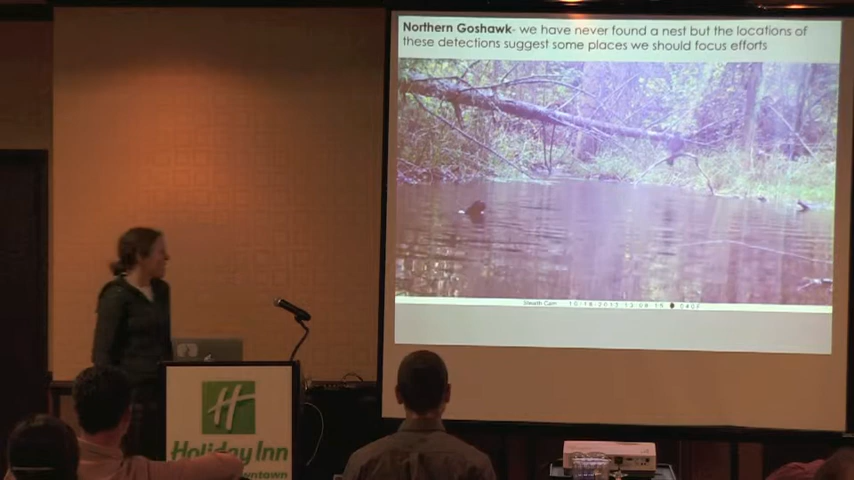 Northern Goshawk- we have never found a nest but the locations of
these detections suggest some places we should focus efforts
H
Holiday Inn